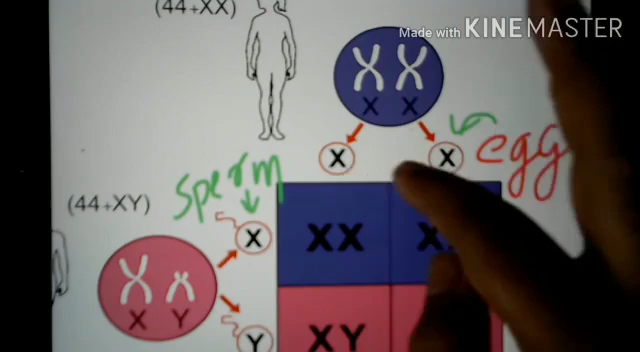 (44+XX)
Made with KINEMASTER
X X
X X
egg
sperm
(44+XY)
X
XX
X
X Y
Y
XY